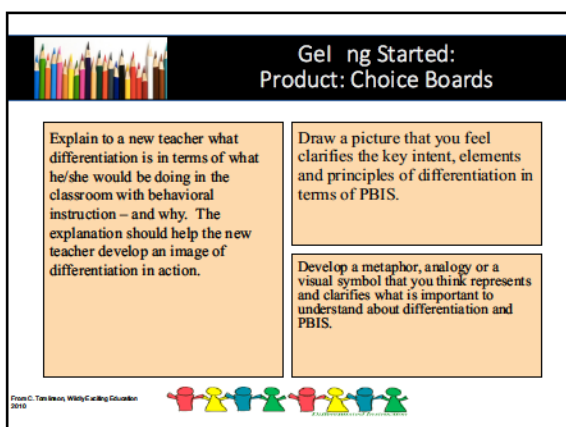 Gel ng Started:
Product: Choice Boards
Explain to a new teacher what
differentiation is in terms of what
he/she would be doing in the
classroom with behavioral
instruction – and why. The
explanation should help the new
teacher develop an image of
differentiation in action.
Draw a picture that you feel
clarifies the key intent, elements
and principles of differentiation in
terms of PBIS.
Develop a metaphor, analogy or a
visual symbol that you think represents
and clarifies what is important to
understand about differentiation and
PBIS.
From C. Tomlinson, Wildly Exciting Education
2010
Differentiated Instruction